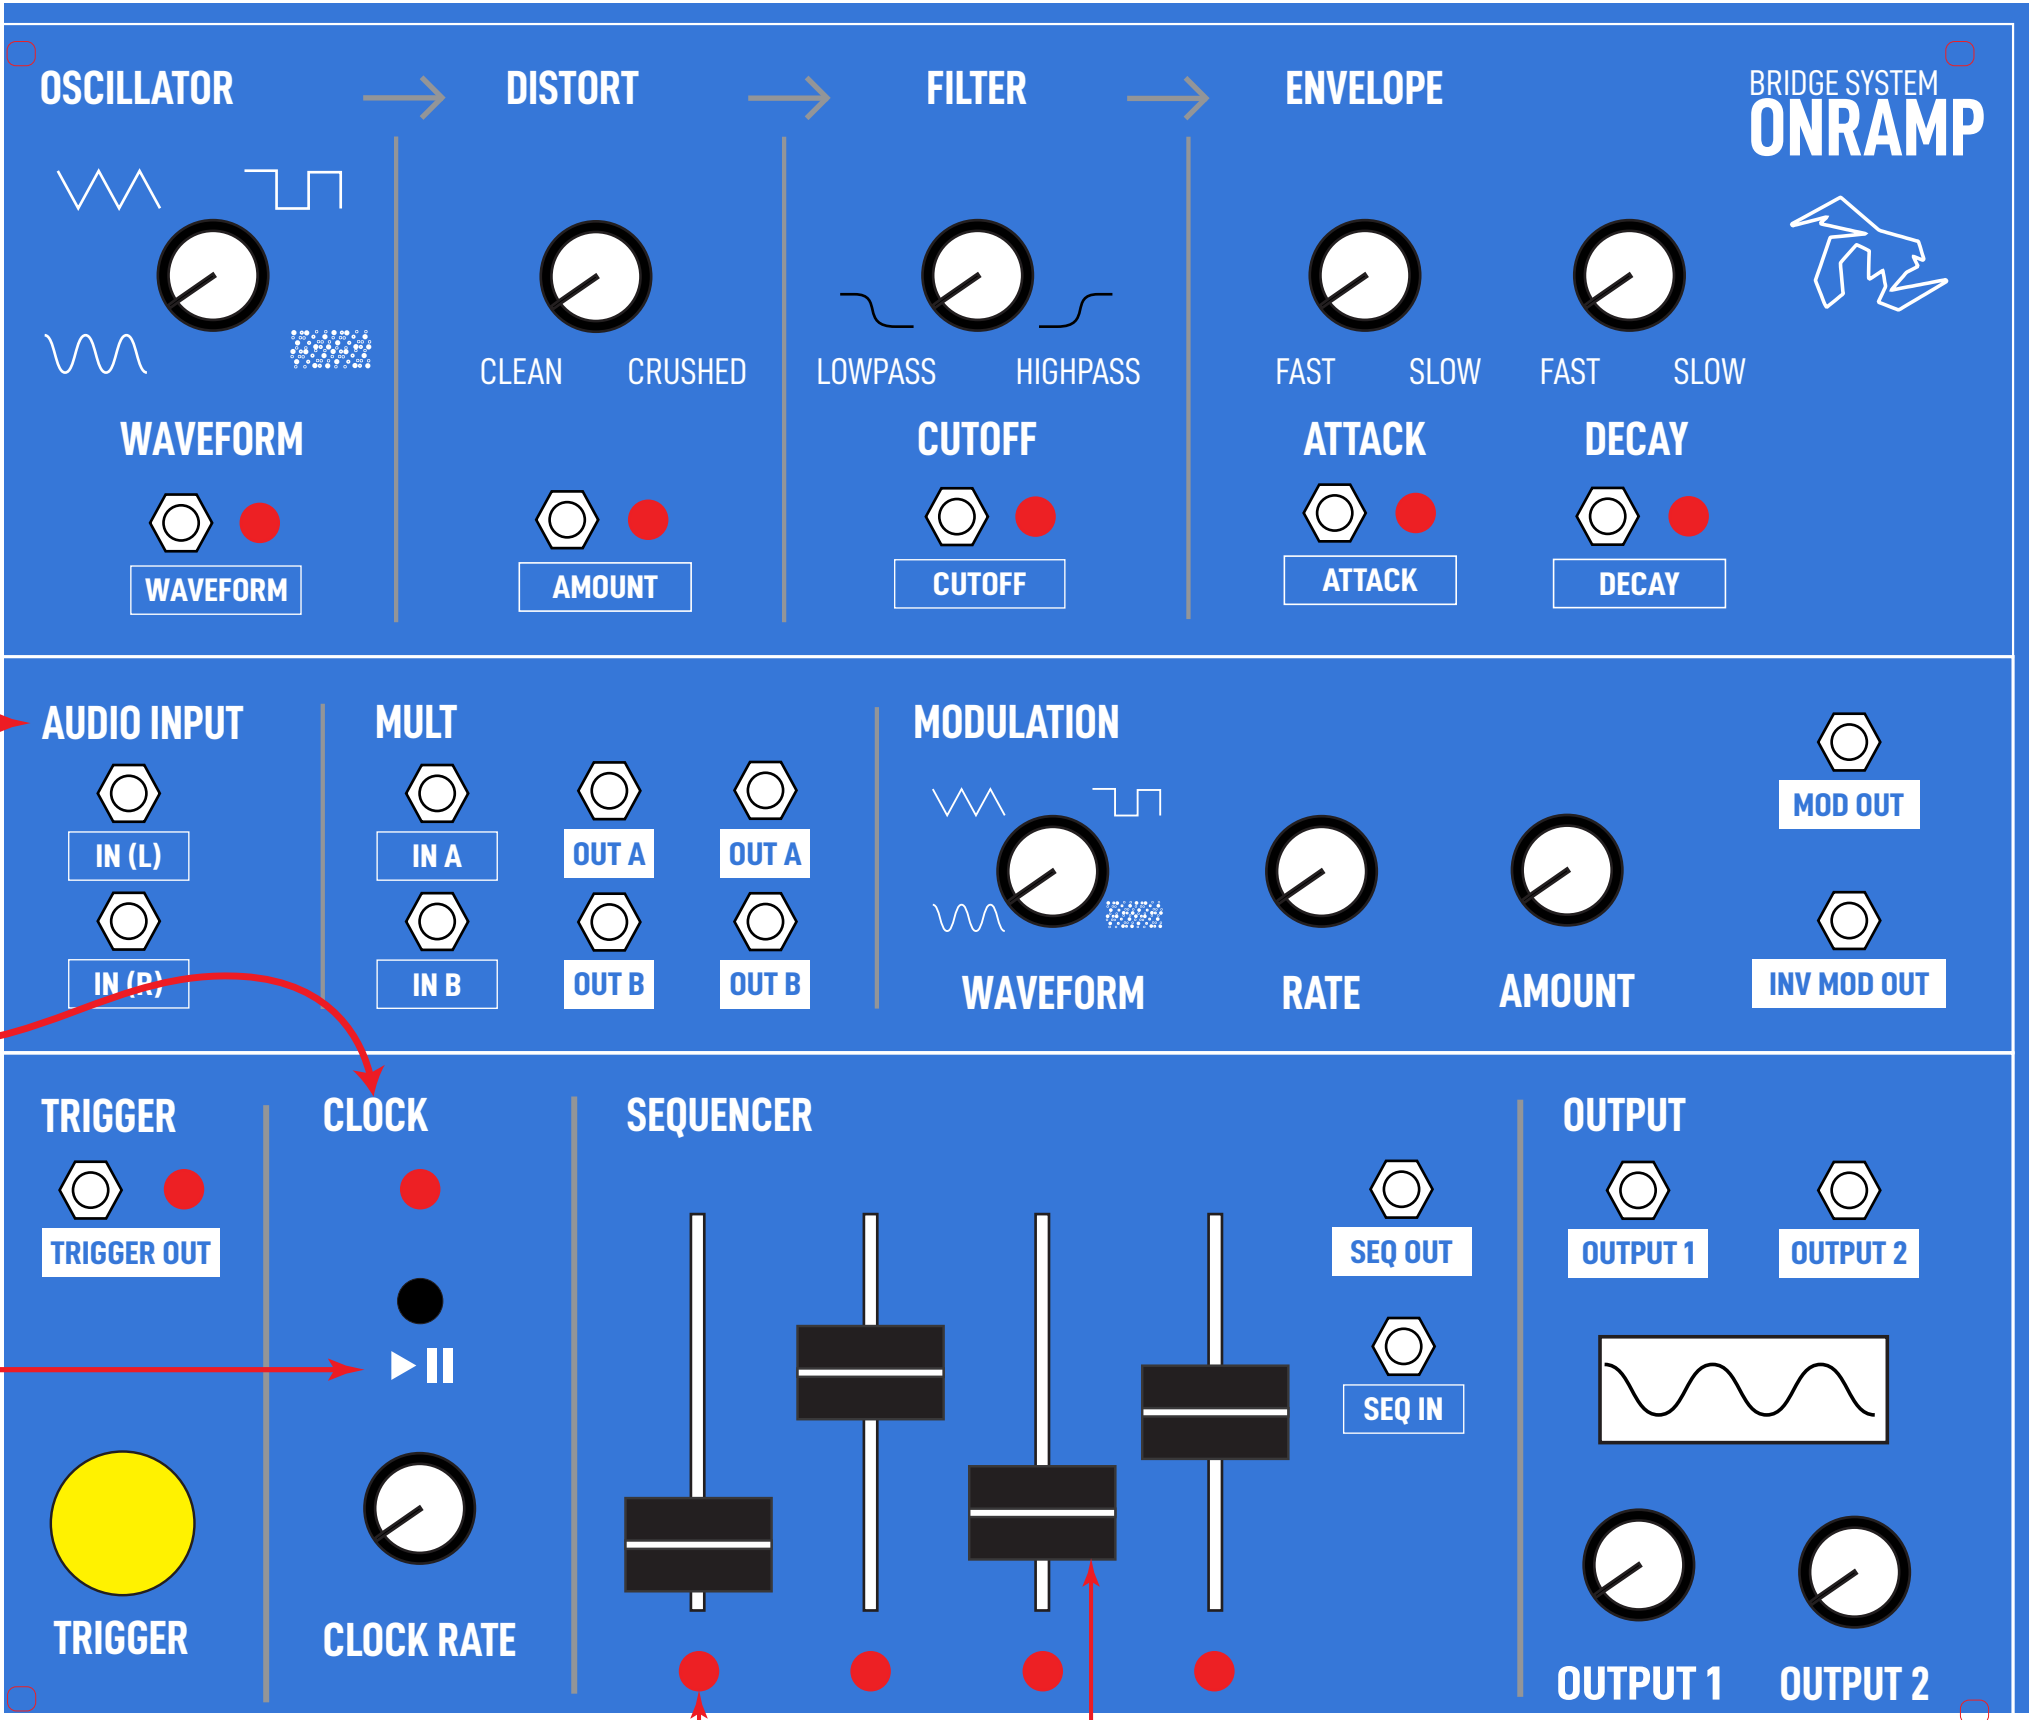 OSCILLATOR
DISTORT
FILTER
ENVELOPE
BRIDGE SYSTEM
ONRAMP
CLEAN CRUSHED
LOWPASS HIGHPASS
FAST SLOW
FAST SLOW
WAVEFORM
CUTOFF
ATTACK
DECAY
WAVEFORM
AMOUNT
CUTOFF
ATTACK
DECAY
AUDIO INPUT
IN (L)
IN (R)
MULT
IN A
OUT A
OUT A
IN B
OUT B
OUT B
MODULATION
WAVEFORM
RATE
AMOUNT
MOD OUT
INV MOD OUT
TRIGGER
TRIGGER OUT
TRIGGER
CLOCK
CLOCK RATE
SEQUENCER
SEQ OUT
SEQ IN
OUTPUT
OUTPUT 1
OUTPUT 2
OUTPUT 1
OUTPUT 2